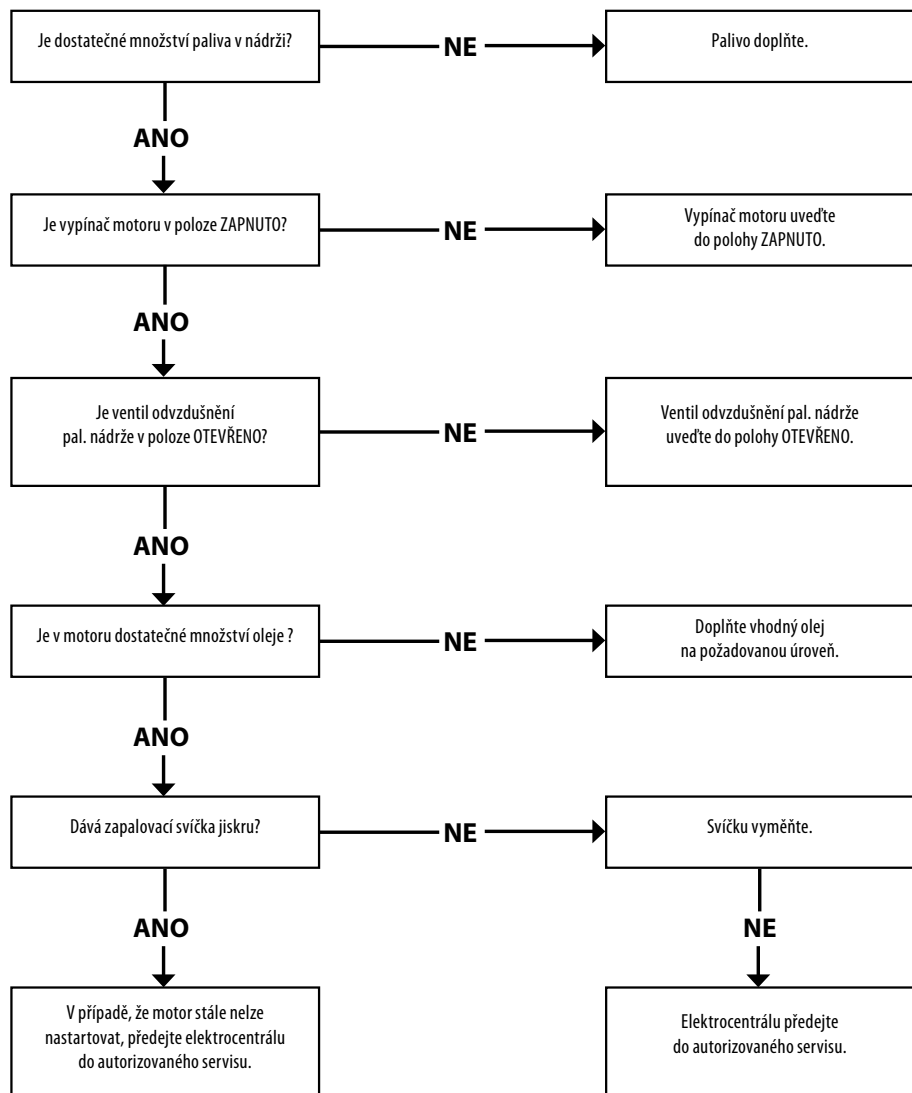 Je dostatečné množství paliva v nádrži?
NE
Palivo doplňte.
ANO
Je vypínač motoru v poloze ZAPNUTO?
NE
Vypínač motoru uveďte
do polohy ZAPNUTO.
ANO
Je ventil odvzdušnění
pal. nádrže v poloze OTEVŘENO?
NE
Ventil odvzdušnění pal. nádrže
uveďte do polohy OTEVŘENO.
ANO
Je v motoru dostatečné množství oleje ?
NE
Doplňte vhodný olej
na požadovanou úroveň.
ANO
Dává zapalovací svíčka jiskru?
NE
Svíčku vyměňte.
ANO
NE
V případě, že motor stále nelze
nastartovat, předejte elektrocentrálu
do autorizovaného servisu.
Elektrocentrálu předejte
do autorizovaného servisu.